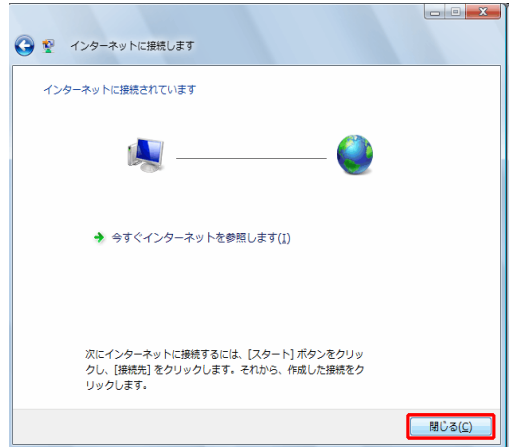 インターネットに接続します
インターネットに接続されています
今すぐインターネットを参照します(I)
次にインターネットに接続するには、[スタート] ボタンをクリッ
クし、[接続先] をクリックします。それから、作成した接続をク
リックします。
閉じる(C)